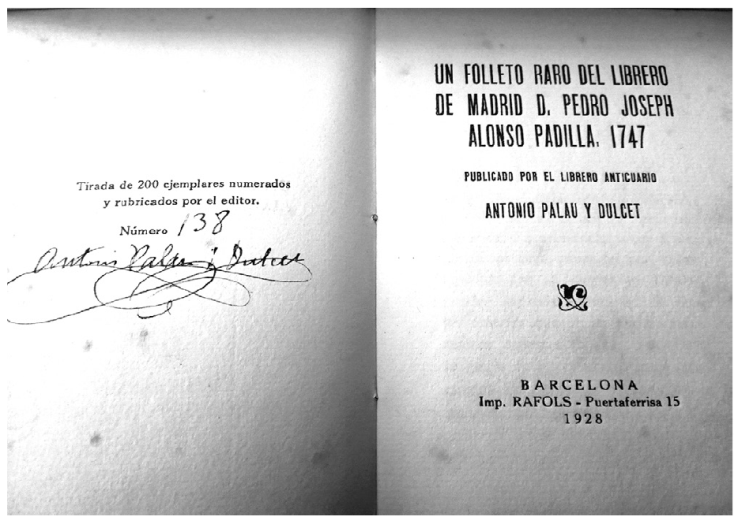 Tirada de 200 ejemplares numerados
y rubricados por el editor.
Número 138
Antonio Palau i Dulcet
UN FOLLETO RARO DEL LIBRERO
DE MADRID D. PEDRO JOSEPH
ALONSO PADILLA. 1747
PUBLICADO POR EL LIBRERO ANTICUARIO
ANTONIO PALAU Y DULCET
BARCELONA
Imp. RAFOLS - Puertaferrisa 15
1928